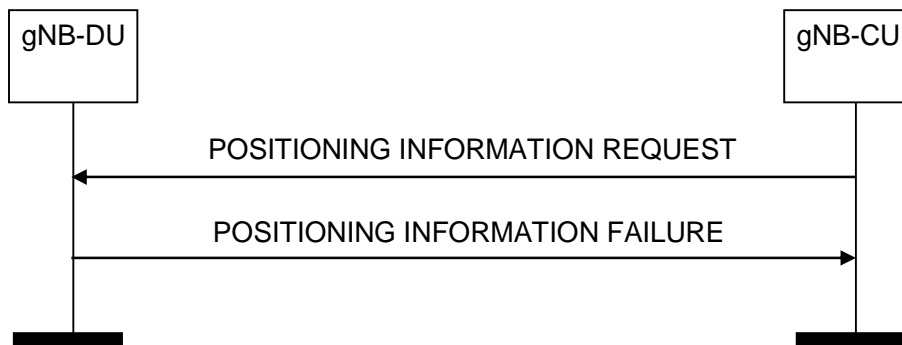 gNB-DU
gNB-CU
POSITIONING INFORMATION REQUEST
POSITIONING INFORMATION FAILURE